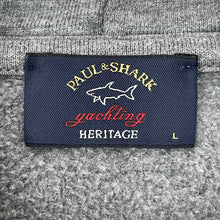 PAUL & SHARK
yachting
HERITAGE
L